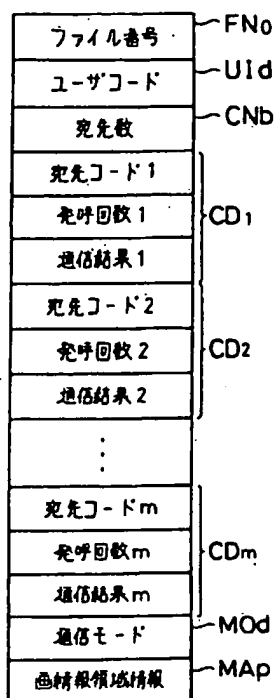 ファイル番号 FNo
ユーザコード UId
宛先数 CNb
宛先コード1
発呼回数1 CD1
通信結果1
宛先コード2
発呼回数2 CD2
通信結果2
⋮
宛先コードm
発呼回数m CDm
通信結果m
通信モード MOd
画情報領域情報 MAp